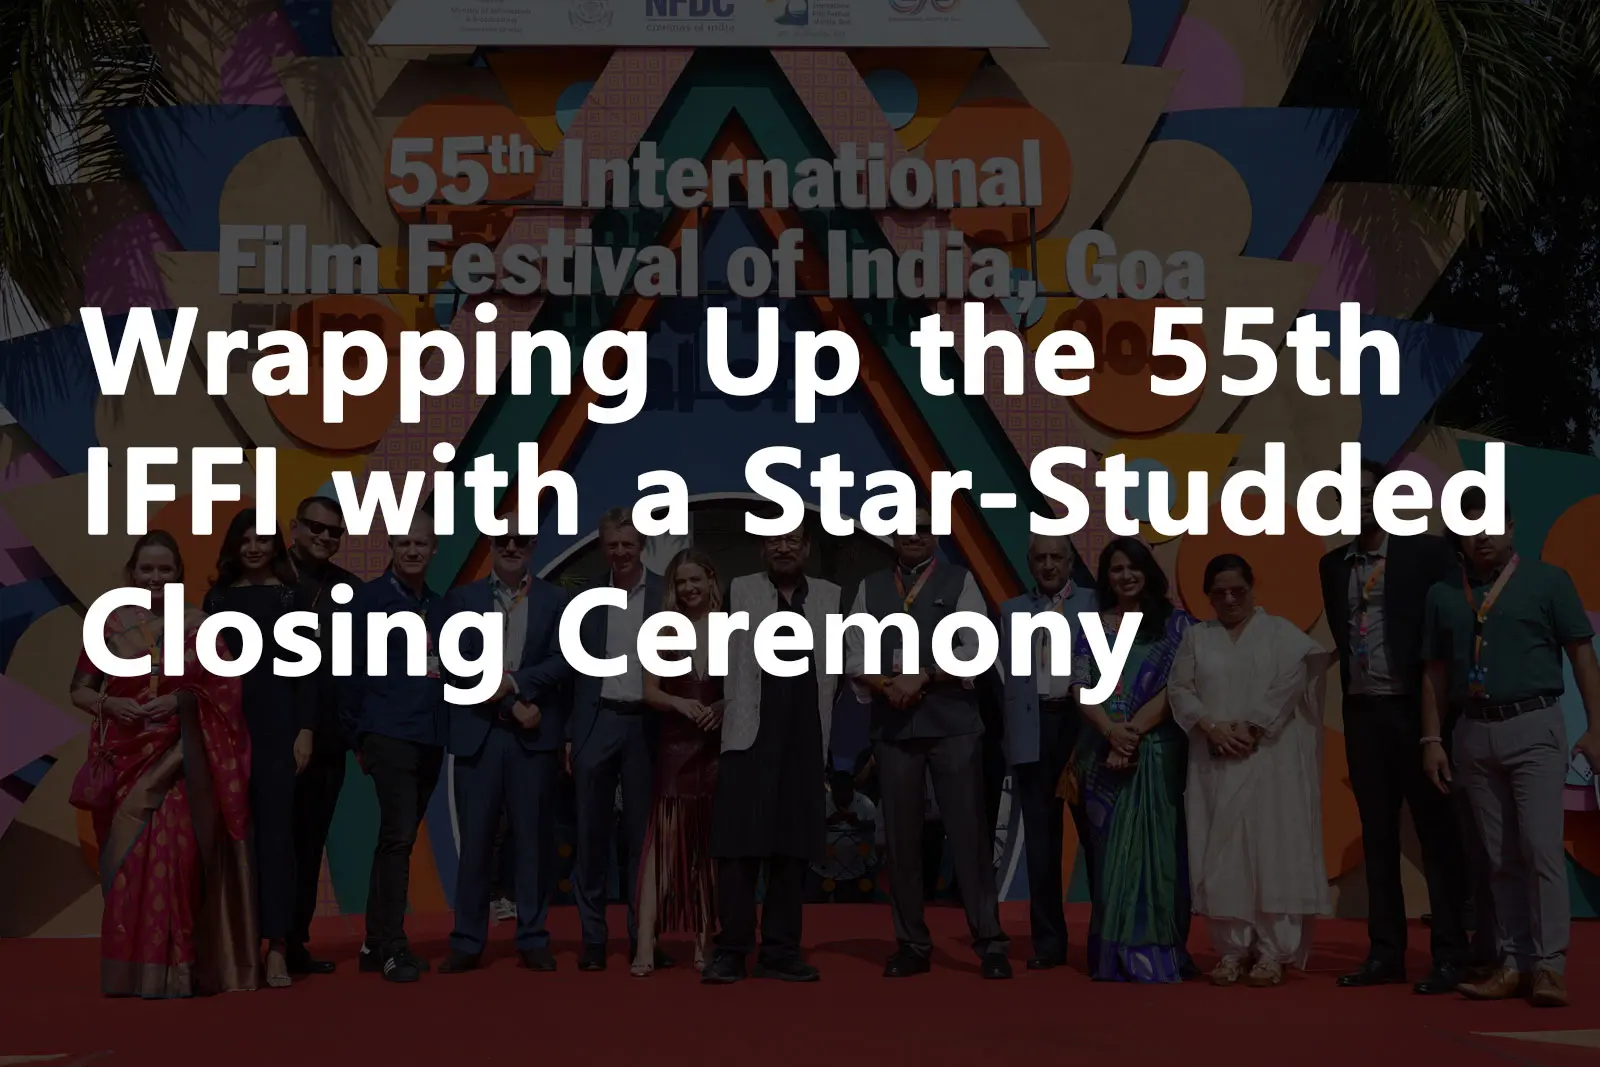 NFDC
55th International
Film Festival of India, Goa
Wrapping Up the 55th
IFFI with a Star-Studded
Closing Ceremony